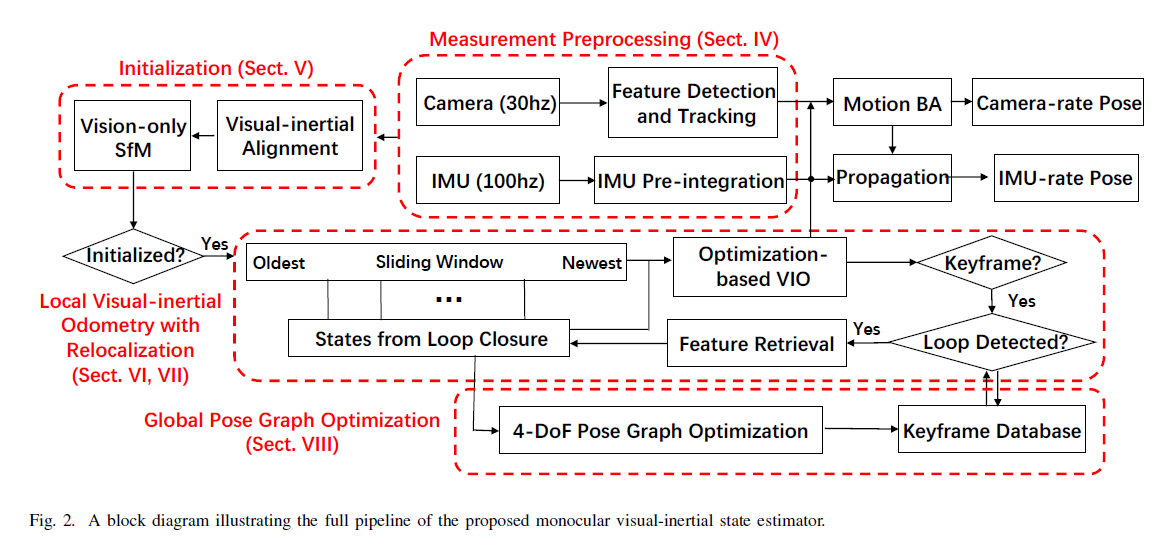 Measurement Preprocessing (Sect. IV)
Initialization (Sect. V)
Camera (30hz)
Feature Detection
and Tracking
Motion BA
Camera-rate Pose
Vision-only
SfM
Visual-inertial
Alignment
IMU (100hz)
IMU Pre-integration
Propagation
IMU-rate Pose
Initialized?
Yes
Oldest
Sliding Window
Newest
Optimization-
based VIO
Keyframe?
...
Yes
Local Visual-inertial
Odometry with
Relocalization
(Sect. VI, VII)
States from Loop Closure
Feature Retrieval
Yes
Loop Detected?
Global Pose Graph Optimization
(Sect. VIII)
4-DoF Pose Graph Optimization
Keyframe Database
Fig. 2. A block diagram illustrating the full pipeline of the proposed monocular visual-inertial state estimator.